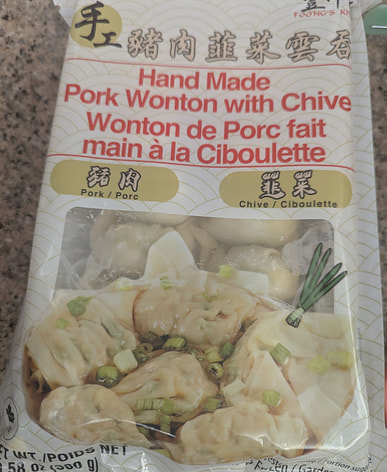 手工 豬肉韮菜雲吞
Hand Made
Pork Wonton with Chive
Wonton de Porc fait
main à la Ciboulette
豬肉
Pork / Porc
韮菜
Chive / Ciboulette
ET WT./POIDS NET